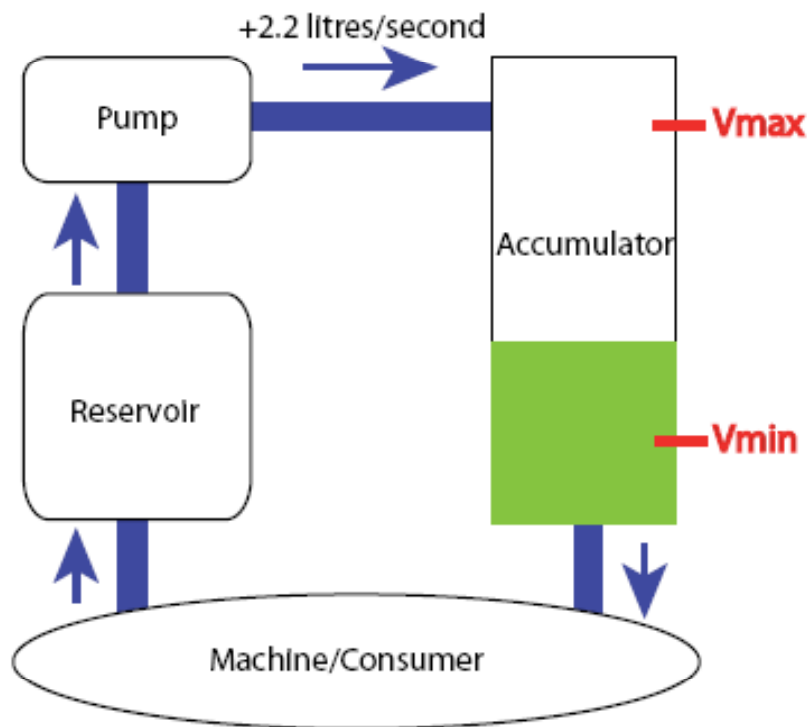 +2.2 litres/second
Pump
Vmax
Accumulator
Reservoir
Vmin
Machine/Consumer